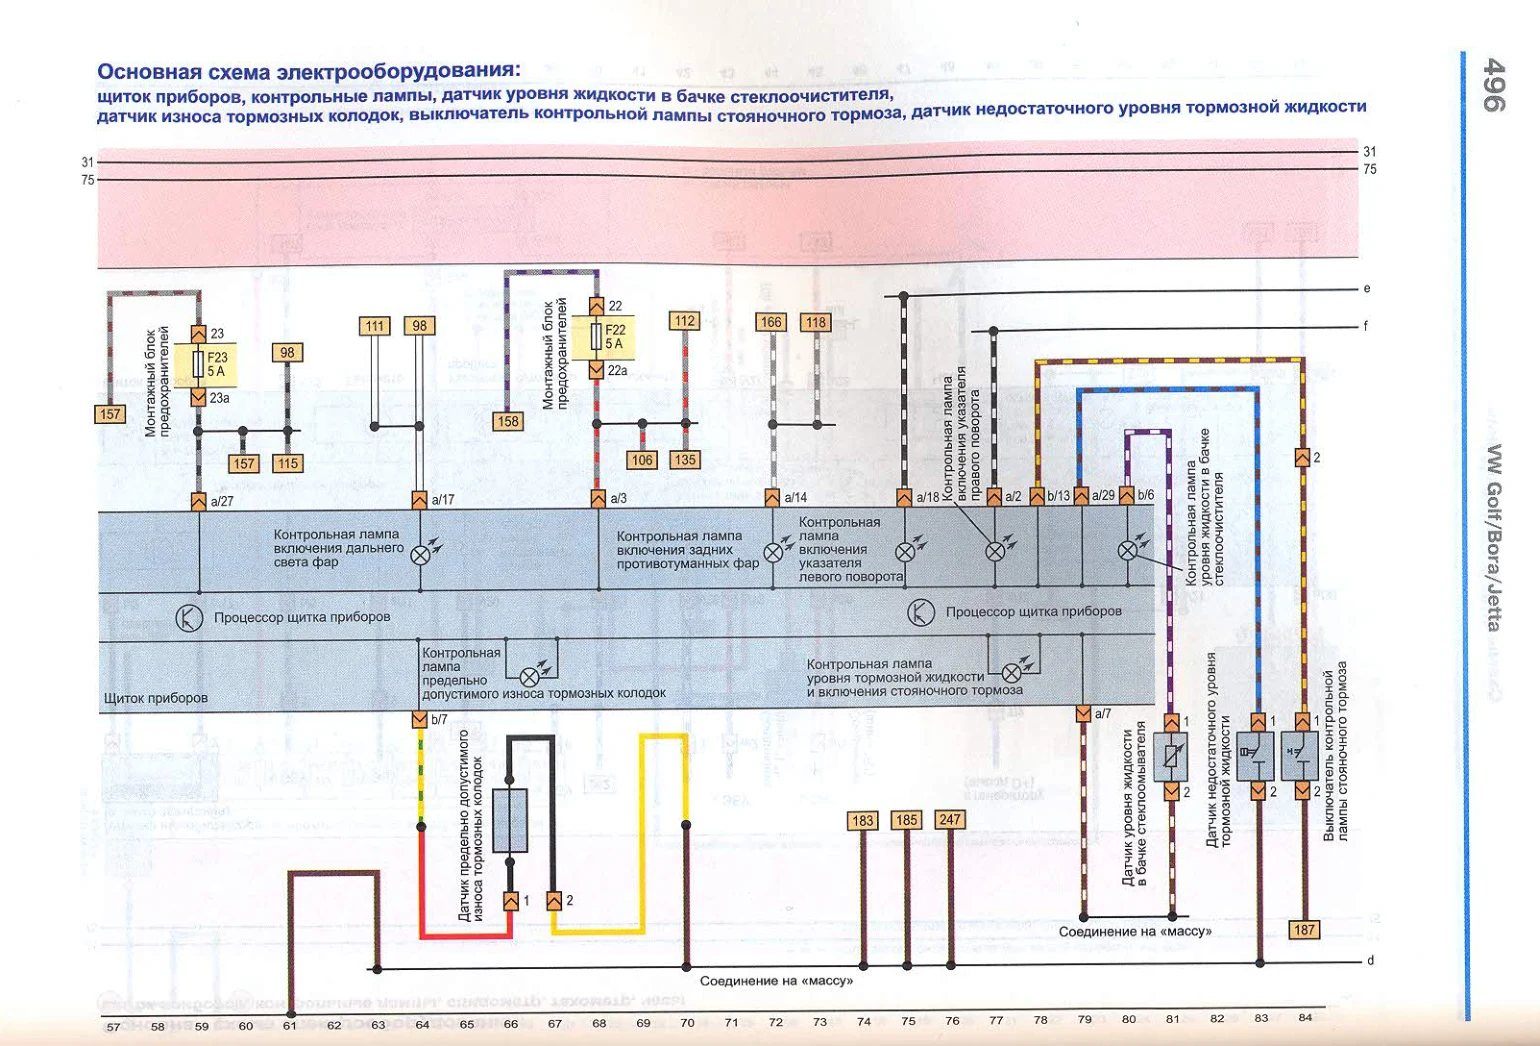 Основная схема электрооборудования:
щиток приборов, контрольные лампы, датчик уровня жидкости в бачке стеклоочистителя,
датчик износа тормозных колодок, выключатель контрольной лампы стояночного тормоза, датчик недостаточного уровня тормозной жидкости
496
VW Golf/Bora/Jetta
31
75
31
75
e
f
Монтажный блок
предохранителей
23
F23
5 A
23a
157
98
157
115
a/27
111
98
a/17
Монтажный блок
предохранителей
22
F22
5 A
22a
158
112
106
135
a/3
166
118
a/14
a/18
Контрольная лампа
включения указателя
правого поворота
a/2
b/13
a/29
b/6
Контрольная лампа
уровня жидкости в бачке
стеклоочистителя
2
Контрольная лампа
включения дальнего
света фар
Контрольная лампа
включения задних
противотуманных фар
Контрольная
лампа
включения
указателя
левого поворота
Процессор щитка приборов
Процессор щитка приборов
Контрольная
лампа
предельно
допустимого износа тормозных колодок
Контрольная лампа
уровня тормозной жидкости
и включения стояночного тормоза
Щиток приборов
b/7
a/7
Датчик предельно допустимого
износа тормозных колодок
1
2
183
185
247
Датчик уровня жидкости
в бачке стеклоомывателя
1
2
Датчик недостаточного уровня
тормозной жидкости
1
2
1
2
Выключатель контрольной
лампы стояночного тормоза
187
Соединение на «массу»
Соединение на «массу»
d
57 58 59 60 61 62 63 64 65 66 67 68 69 70 71 72 73 74 75 76 77 78 79 80 81 82 83 84